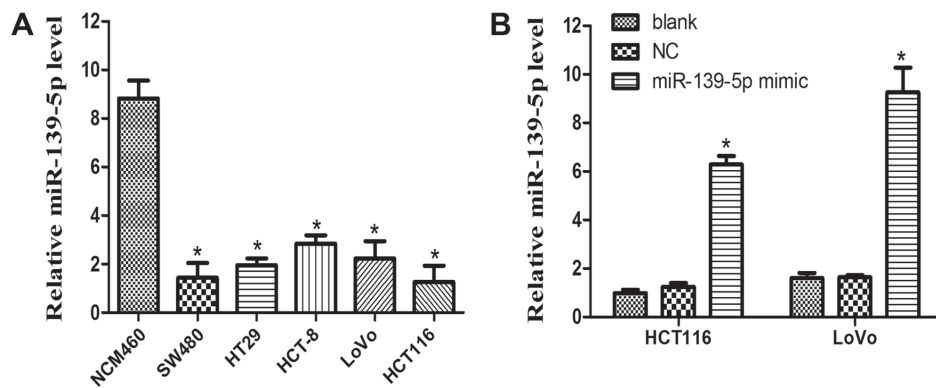 A
Relative miR-139-5p level
12
10
8
6
4
2
0
* * * * *
NCM460 SW480 HT29 HCT-8 LoVo HCT116
B
Relative miR-139-5p level
12
10
8
6
4
2
0
blank
NC
miR-139-5p mimic
* *
HCT116 LoVo